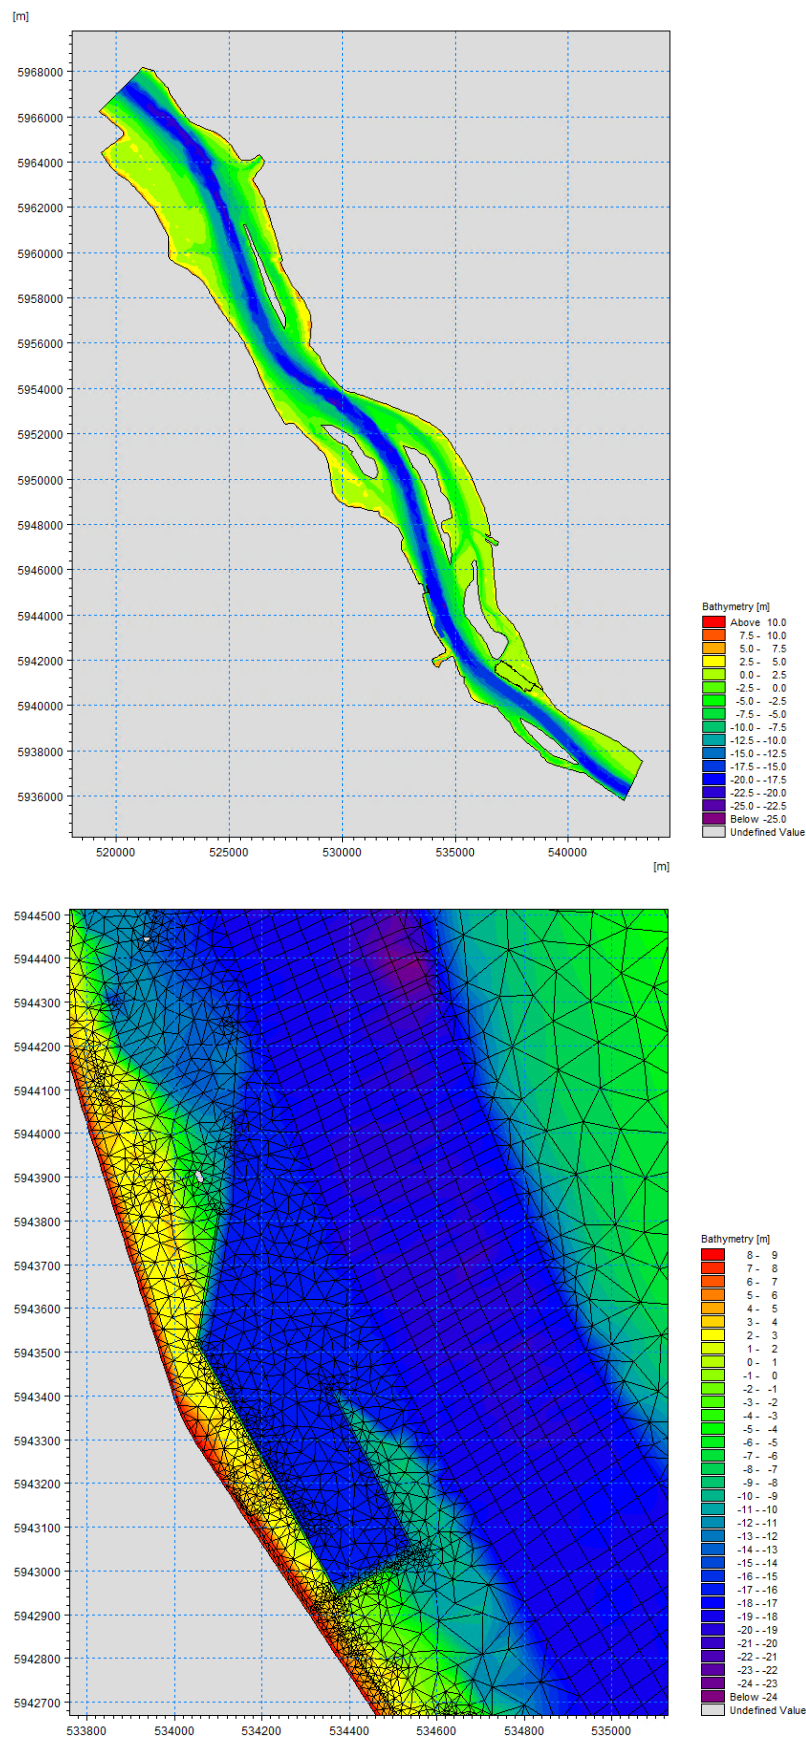 [m]
5968000
5966000
5964000
5962000
5960000
5958000
5956000
5954000
5952000
5950000
5948000
5946000
5944000
5942000
5940000
5938000
5936000
520000 525000 530000 535000 540000
[m]
Bathymetry [m]
Above 10.0
7.5 - 10.0
5.0 - 7.5
2.5 - 5.0
0.0 - 2.5
-2.5 - 0.0
-5.0 - -2.5
-7.5 - -5.0
-10.0 - -7.5
-12.5 - -10.0
-15.0 - -12.5
-17.5 - -15.0
-20.0 - -17.5
-22.5 - -20.0
-25.0 - -22.5
Below -25.0
Undefined Value
5944500
5944400
5944300
5944200
5944100
5944000
5943900
5943800
5943700
5943600
5943500
5943400
5943300
5943200
5943100
5943000
5942900
5942800
5942700
533800 534000 534200 534400 534600 534800 535000
Bathymetry [m]
8 - 9
7 - 8
6 - 7
5 - 6
4 - 5
3 - 4
2 - 3
1 - 2
0 - 1
-1 - 0
-2 - -1
-3 - -2
-4 - -3
-5 - -4
-6 - -5
-7 - -6
-8 - -7
-9 - -8
-10 - -9
-11 - -10
-12 - -11
-13 - -12
-14 - -13
-15 - -14
-16 - -15
-17 - -16
-18 - -17
-19 - -18
-20 - -19
-21 - -20
-22 - -21
-23 - -22
-24 - -23
Below -24
Undefined Value